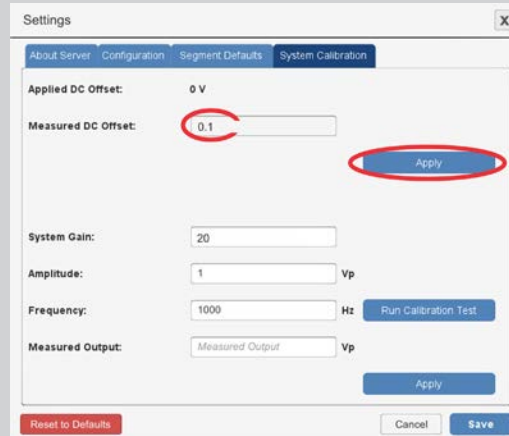 Settings
X
About Server Configuration Segment Defaults System Calibration
Applied DC Offset: 0 V
Measured DC Offset: 0.1
Apply
System Gain: 20
Amplitude: 1 Vp
Frequency: 1000 Hz Run Calibration Test
Measured Output: Measured Output Vp
Apply
Reset to Defaults Cancel Save